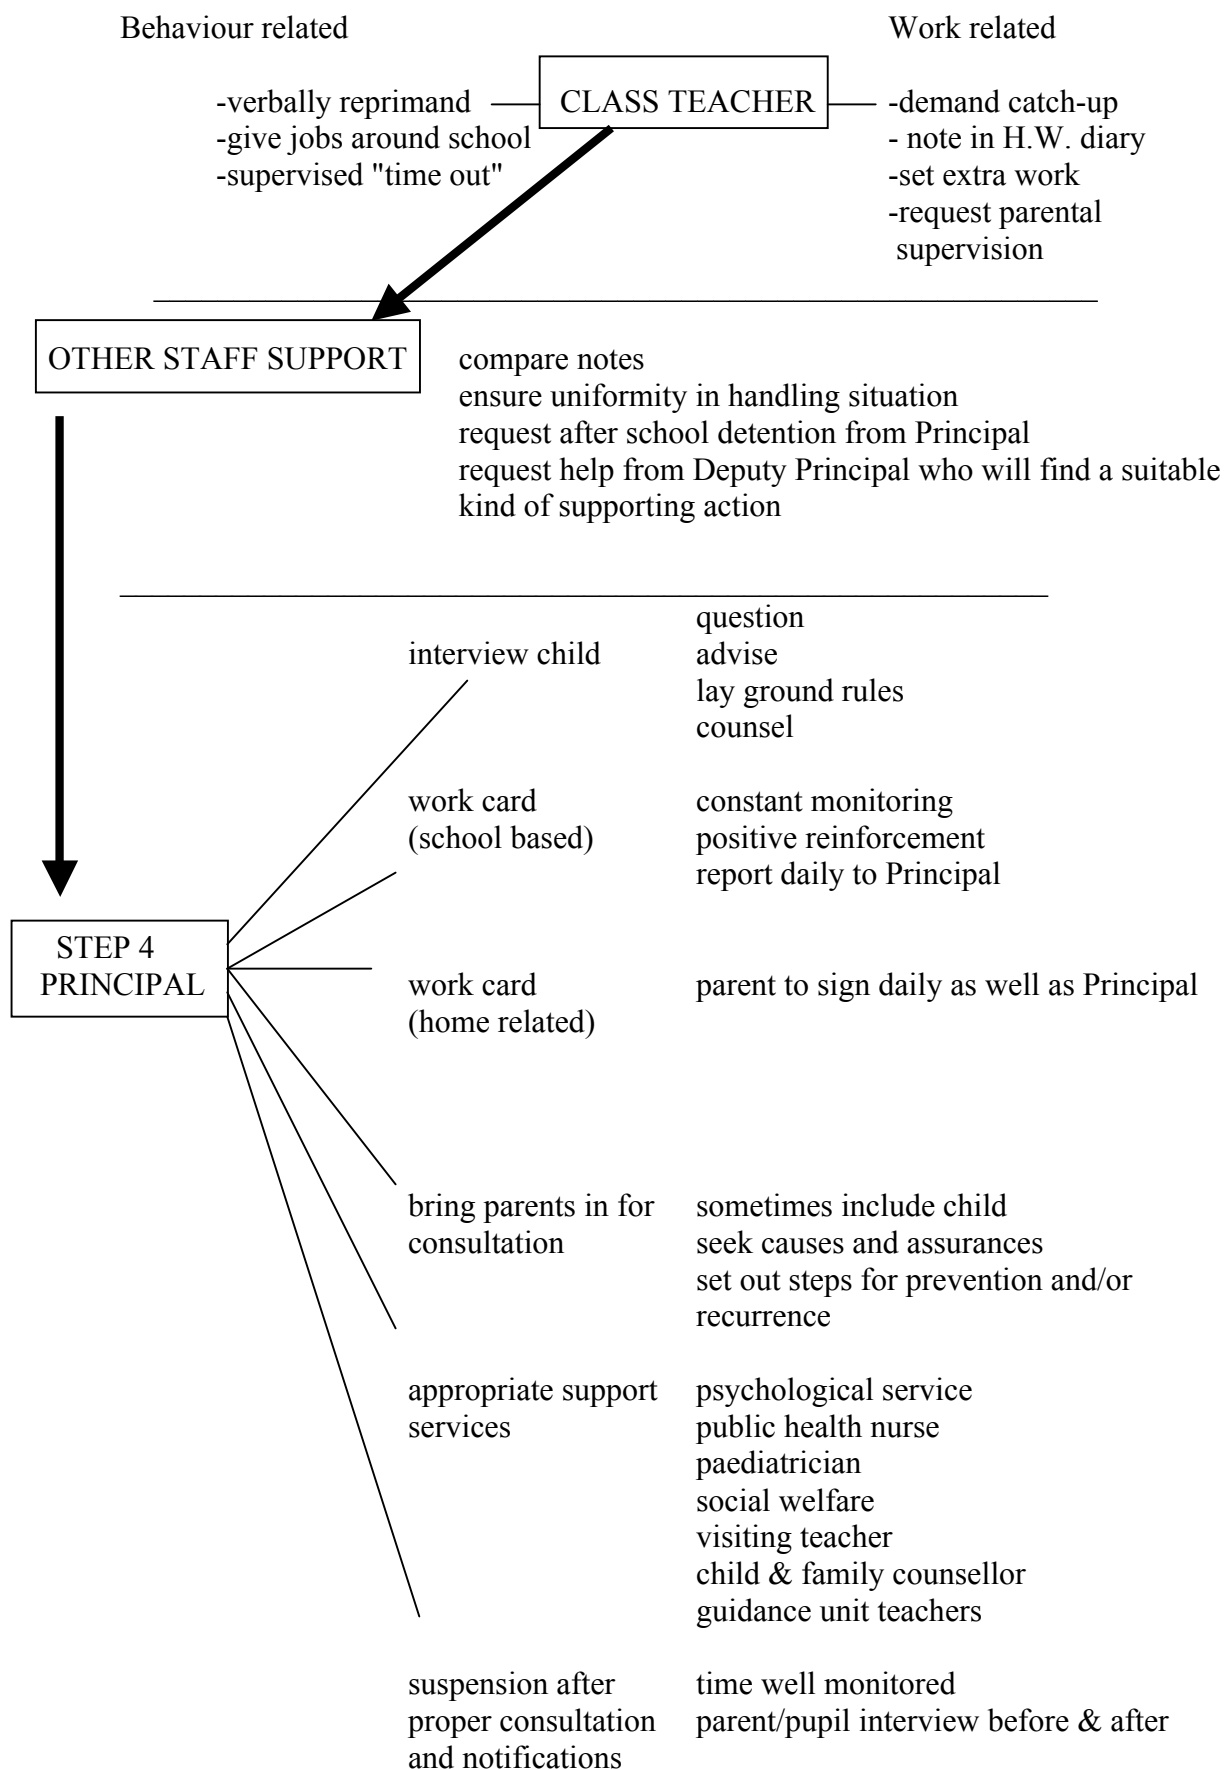 Behaviour related
Work related
-verbally reprimand
-give jobs around school
-supervised "time out"
CLASS TEACHER
-demand catch-up
- note in H.W. diary
-set extra work
-request parental
supervision
OTHER STAFF SUPPORT
compare notes
ensure uniformity in handling situation
request after school detention from Principal
request help from Deputy Principal who will find a suitable
kind of supporting action
STEP 4
PRINCIPAL
interview child
question
advise
lay ground rules
counsel
work card
(school based)
constant monitoring
positive reinforcement
report daily to Principal
work card
(home related)
parent to sign daily as well as Principal
bring parents in for
consultation
sometimes include child
seek causes and assurances
set out steps for prevention and/or
recurrence
appropriate support
services
psychological service
public health nurse
paediatrician
social welfare
visiting teacher
child & family counsellor
guidance unit teachers
suspension after
proper consultation
and notifications
time well monitored
parent/pupil interview before & after